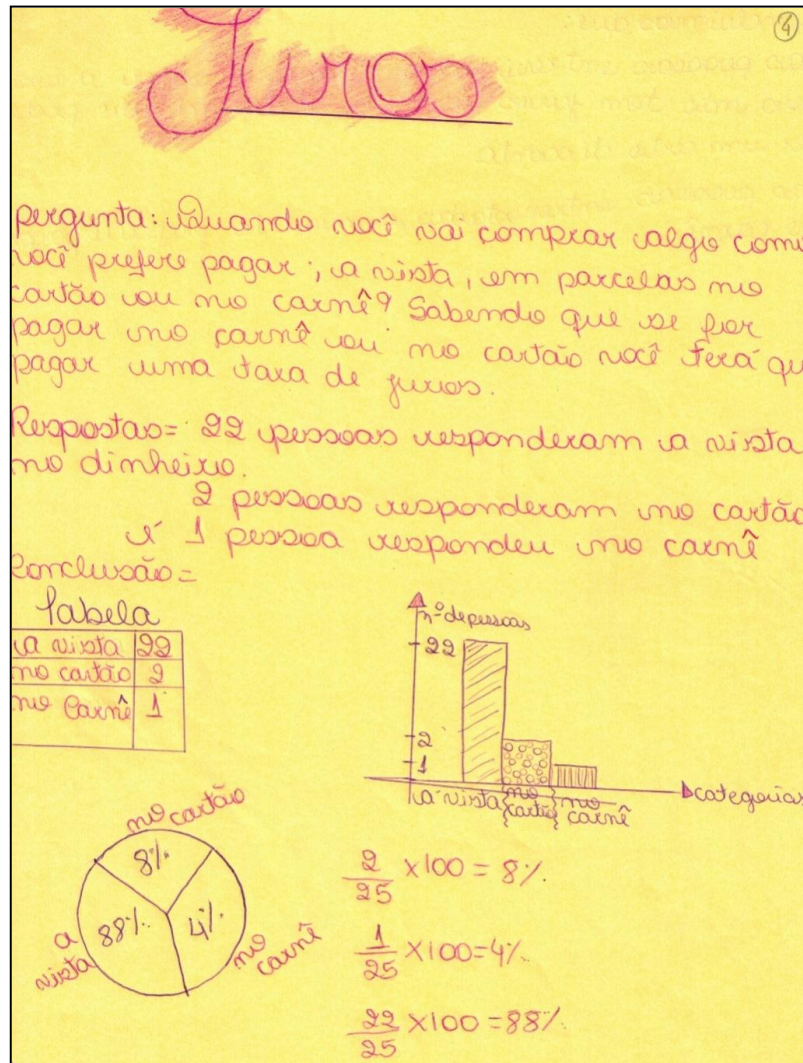 4
Juros
pergunta: Quando você vai comprar algo como
você prefere pagar; a vista, em parcelas no
cartão ou no carnê? Sabendo que se for
pagar no carnê ou no cartão você terá qu
pagar uma taxa de juros.
Respostas= 22 pessoas responderam a vista
no dinheiro.
2 pessoas responderam no cartão
e 1 pessoa respondeu no carnê
Conclusão=
Tabela
a vista 22
no cartão 2
no Carnê 1
nº de pessoas
22
2
1
a vista no cartão no carnê
categorias
no cartão
8%
88%
4%
a vista
no carnê
2/25 x100 = 8%.
1/25 x100=4%.
22/25 x100 =88%.